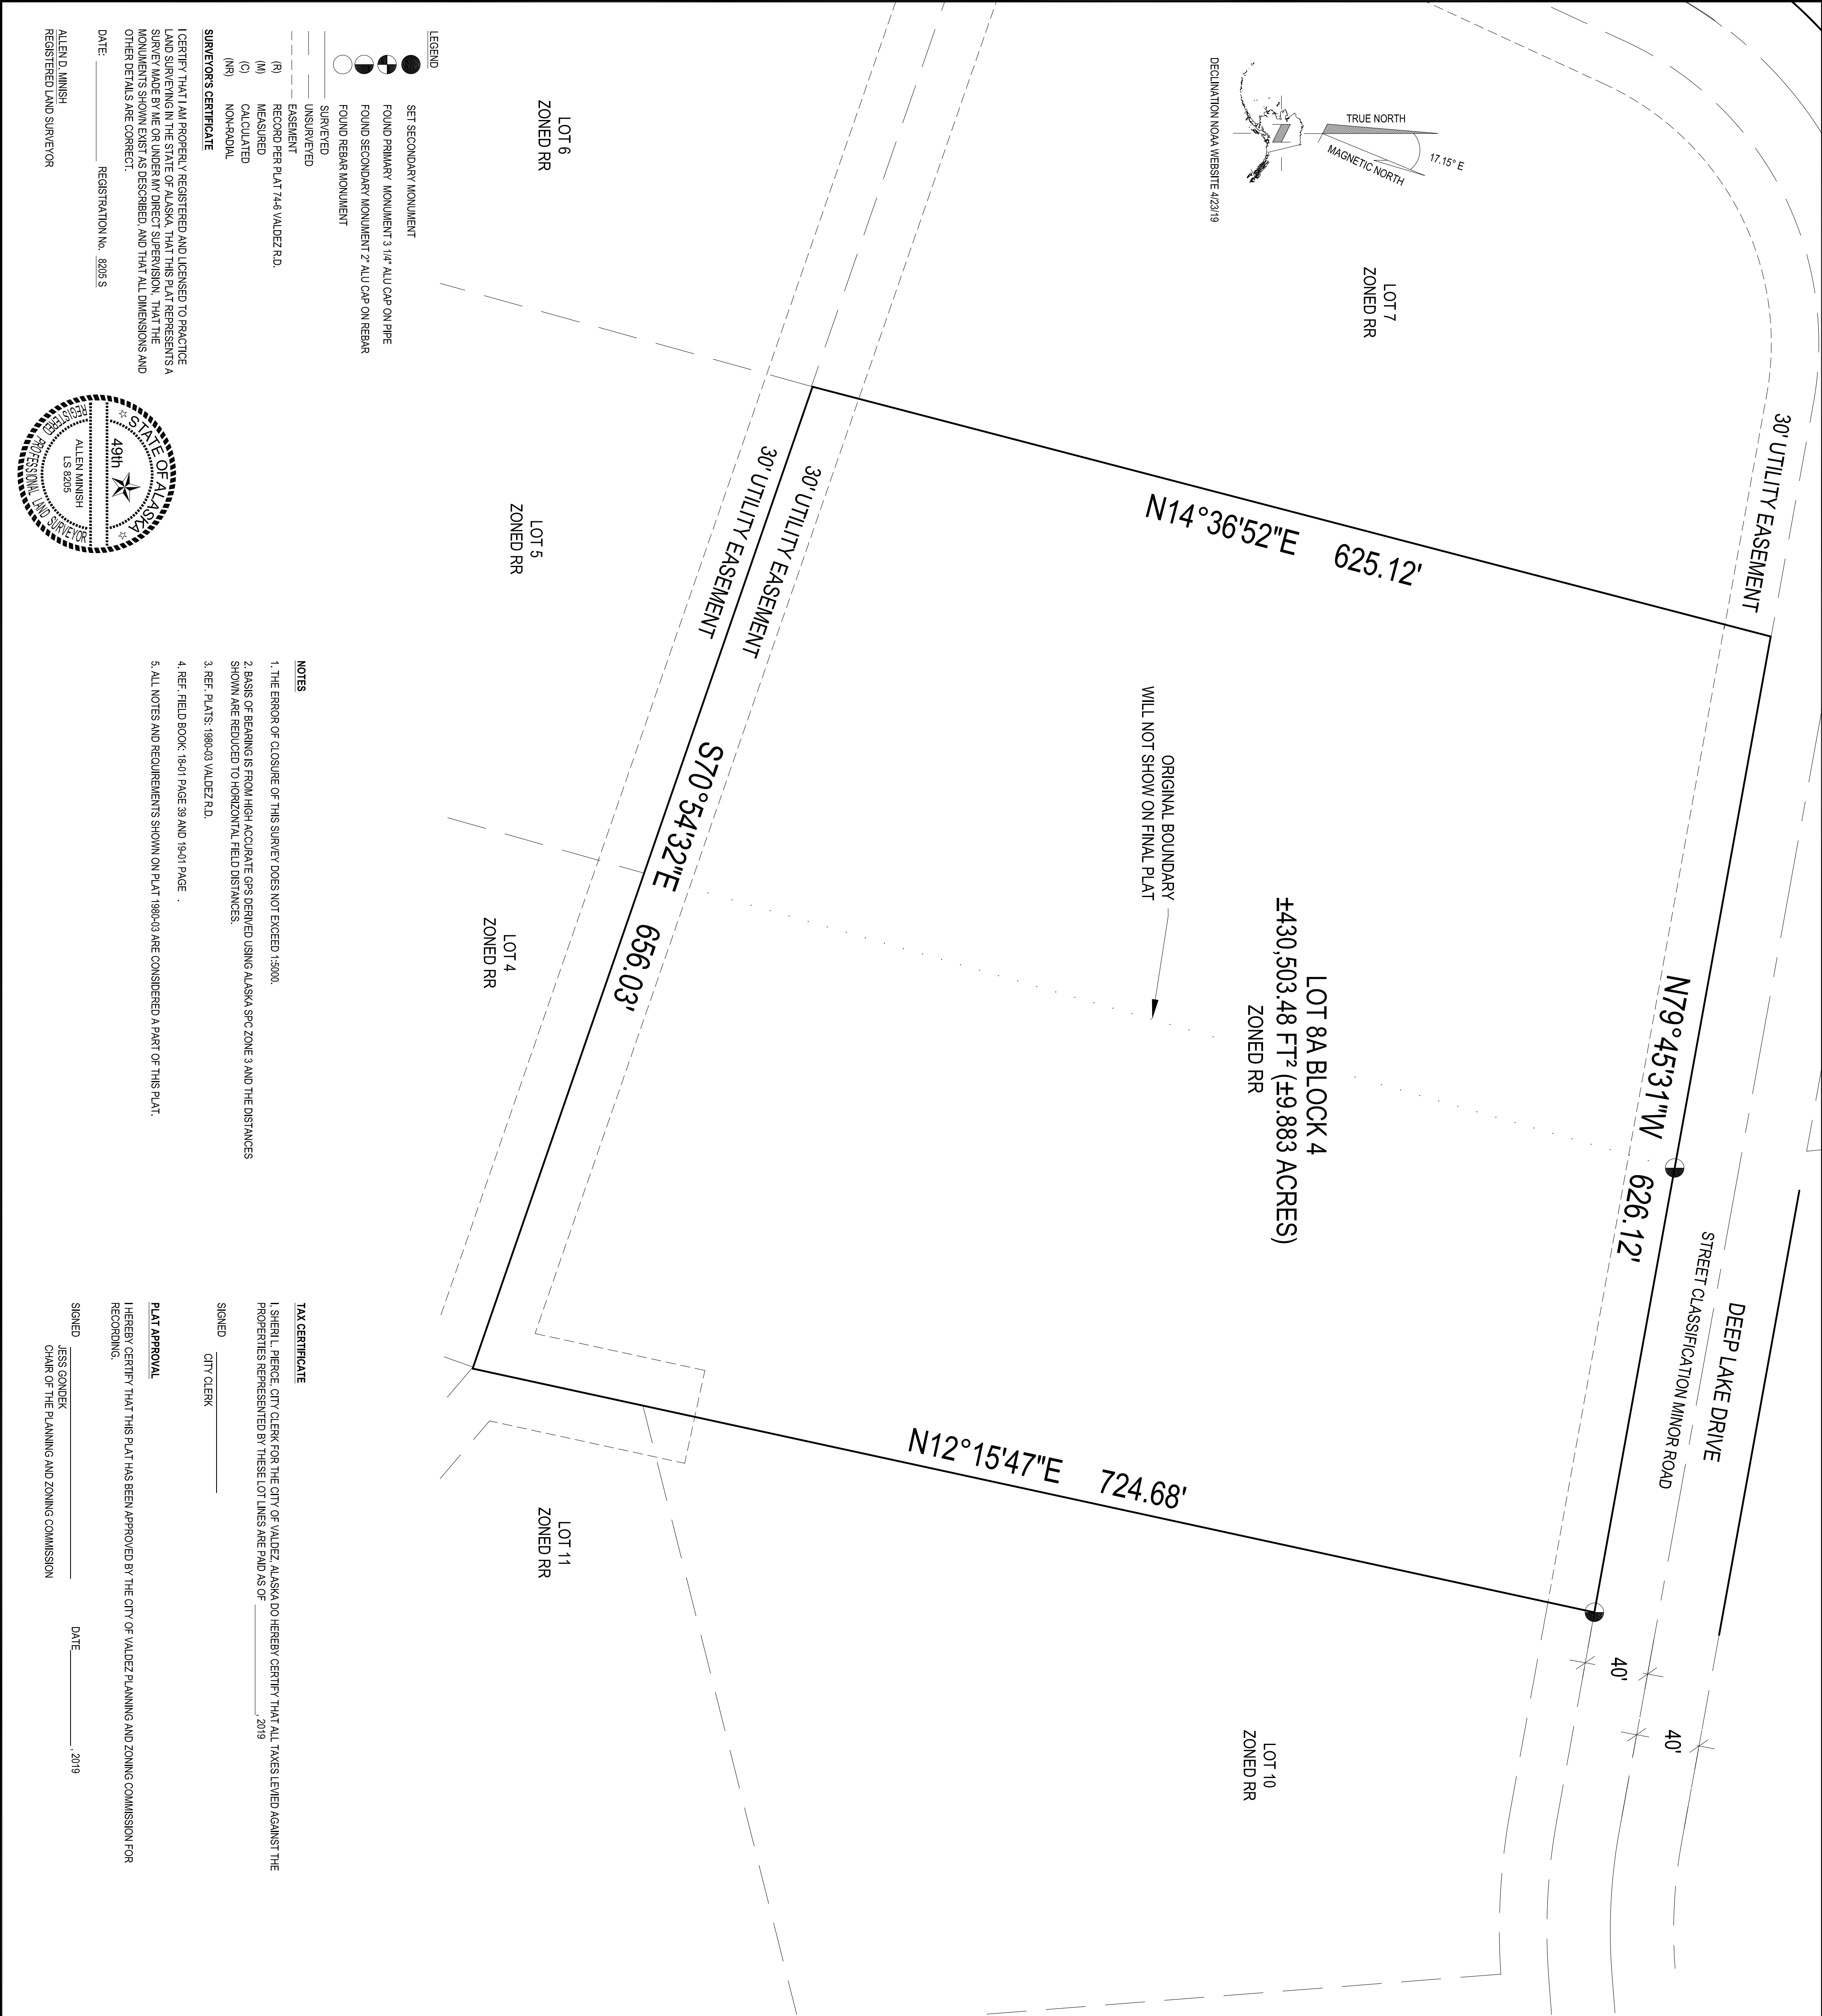 DEEP LAKE DRIVE
STREET CLASSIFICATION MINOR ROAD
30' UTILITY EASEMENT
N79°45'31"W 626.12'
40'
40'
TRUE NORTH
MAGNETIC NORTH
17.15° E
DECLINATION NOAA WEBSITE 4/23/19
LOT 7
ZONED RR
N14°36'52"E 625.12'
ORIGINAL BOUNDARY
WILL NOT SHOW ON FINAL PLAT
LOT 8A BLOCK 4
±430,503.48 FT² (±9.883 ACRES)
ZONED RR
LOT 10
ZONED RR
N12°15'47"E 724.68'
30' UTILITY EASEMENT
30' UTILITY EASEMENT
S70°54'32"E 656.03'
LOT 6
ZONED RR
LOT 5
ZONED RR
LOT 4
ZONED RR
LOT 11
ZONED RR
LEGEND
SET SECONDARY MONUMENT
FOUND PRIMARY MONUMENT 3 1/4" ALU CAP ON PIPE
FOUND SECONDARY MONUMENT 2" ALU CAP ON REBAR
FOUND REBAR MONUMENT
SURVEYED
UNSURVEYED
EASEMENT
(R) RECORD PER PLAT 74-6 VALDEZ R.D.
(M) MEASURED
(C) CALCULATED
(NR) NON-RADIAL
SURVEYOR'S CERTIFICATE
I CERTIFY THAT I AM PROPERLY REGISTERED AND LICENSED TO PRACTICE
LAND SURVEYING IN THE STATE OF ALASKA, THAT THIS PLAT REPRESENTS A
SURVEY MADE BY ME OR UNDER MY DIRECT SUPERVISION, THAT THE
MONUMENTS SHOWN EXIST AS DESCRIBED, AND THAT ALL DIMENSIONS AND
OTHER DETAILS ARE CORRECT.
DATE: REGISTRATION No. 8205 S
ALLEN D. MINISH
REGISTERED LAND SURVEYOR
STATE OF ALASKA
49th
ALLEN MINISH
LS 8205
REGISTERED PROFESSIONAL LAND SURVEYOR
NOTES
1. THE ERROR OF CLOSURE OF THIS SURVEY DOES NOT EXCEED 1:5000.
2. BASIS OF BEARING IS FROM HIGH ACCURATE GPS DERIVED USING ALASKA SPC ZONE 3 AND THE DISTANCES
SHOWN ARE REDUCED TO HORIZONTAL FIELD DISTANCES.
3. REF. PLATS: 1980-03 VALDEZ R.D.
4. REF. FIELD BOOK: 18-01 PAGE 39 AND 19-01 PAGE .
5. ALL NOTES AND REQUIREMENTS SHOWN ON PLAT 1980-03 ARE CONSIDERED A PART OF THIS PLAT.
TAX CERTIFICATE
I, SHERI L. PIERCE, CITY CLERK FOR THE CITY OF VALDEZ, ALASKA DO HEREBY CERTIFY THAT ALL TAXES LEVIED AGAINST THE
PROPERTIES REPRESENTED BY THESE LOT LINES ARE PAID AS OF , 2019
SIGNED
CITY CLERK
PLAT APPROVAL
I HEREBY CERTIFY THAT THIS PLAT HAS BEEN APPROVED BY THE CITY OF VALDEZ PLANNING AND ZONING COMMISSION FOR
RECORDING.
SIGNED DATE , 2019
JESS GONDEK
CHAIR OF THE PLANNING AND ZONING COMMISSION